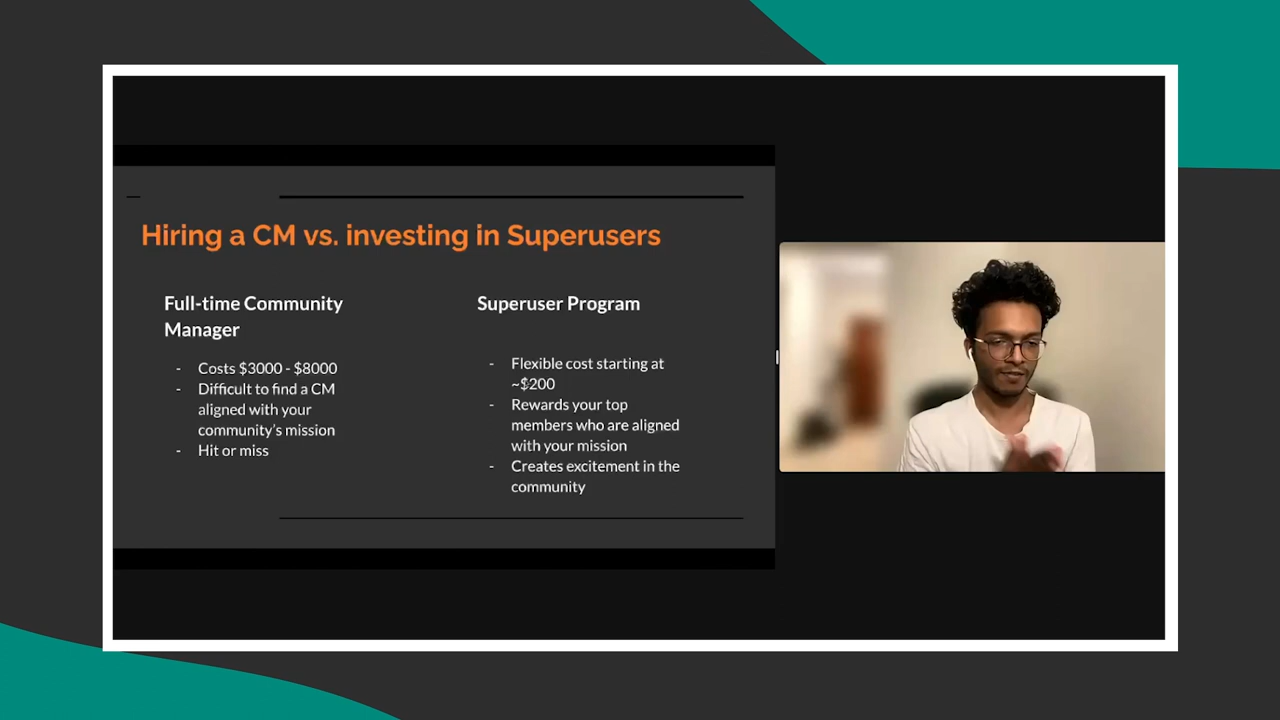 Hiring a CM vs. investing in Superusers
Full-time Community
Manager
- Costs $3000 - $8000
- Difficult to find a CM
aligned with your
community's mission
- Hit or miss
Superuser Program
- Flexible cost starting at
~$200
- Rewards your top
members who are aligned
with your mission
- Creates excitement in the
community